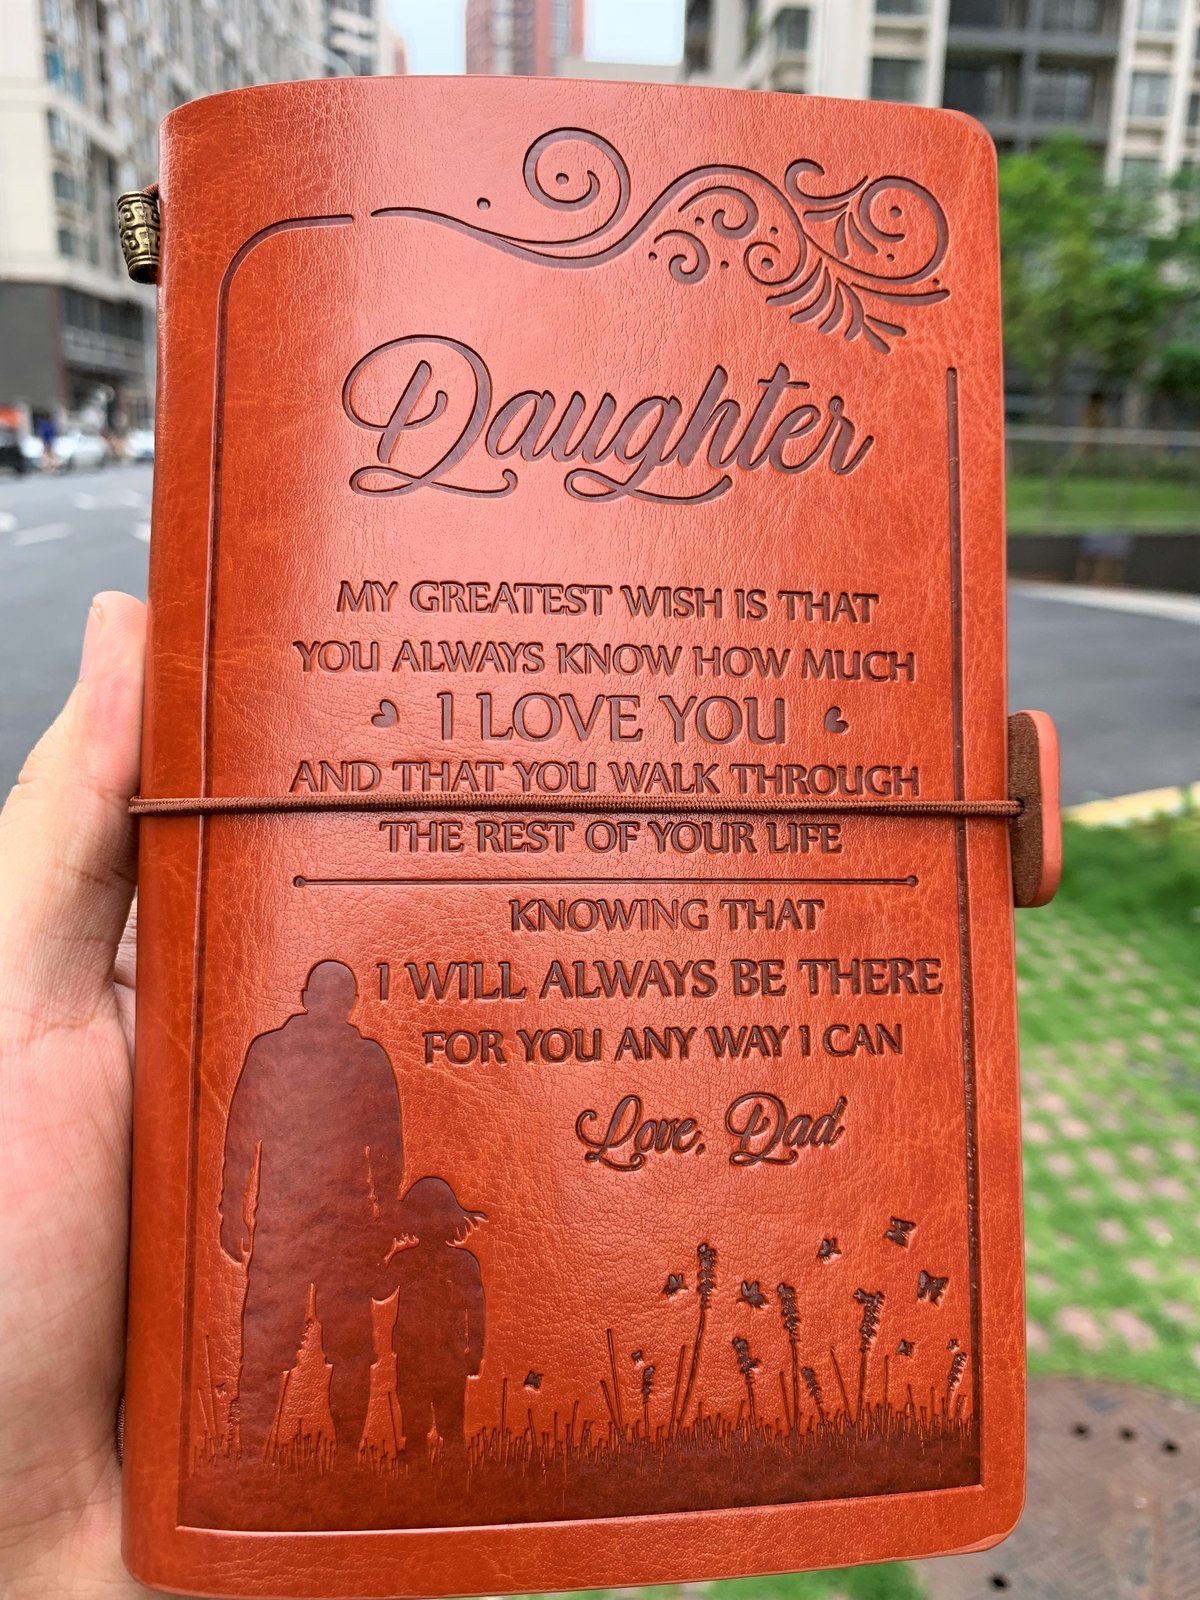 Daughter
MY GREATEST WISH IS THAT
YOU ALWAYS KNOW HOW MUCH
I LOVE YOU
AND THAT YOU WALK THROUGH
THE REST OF YOUR LIFE
KNOWING THAT
I WILL ALWAYS BE THERE
FOR YOU ANY WAY I CAN
Love, Dad